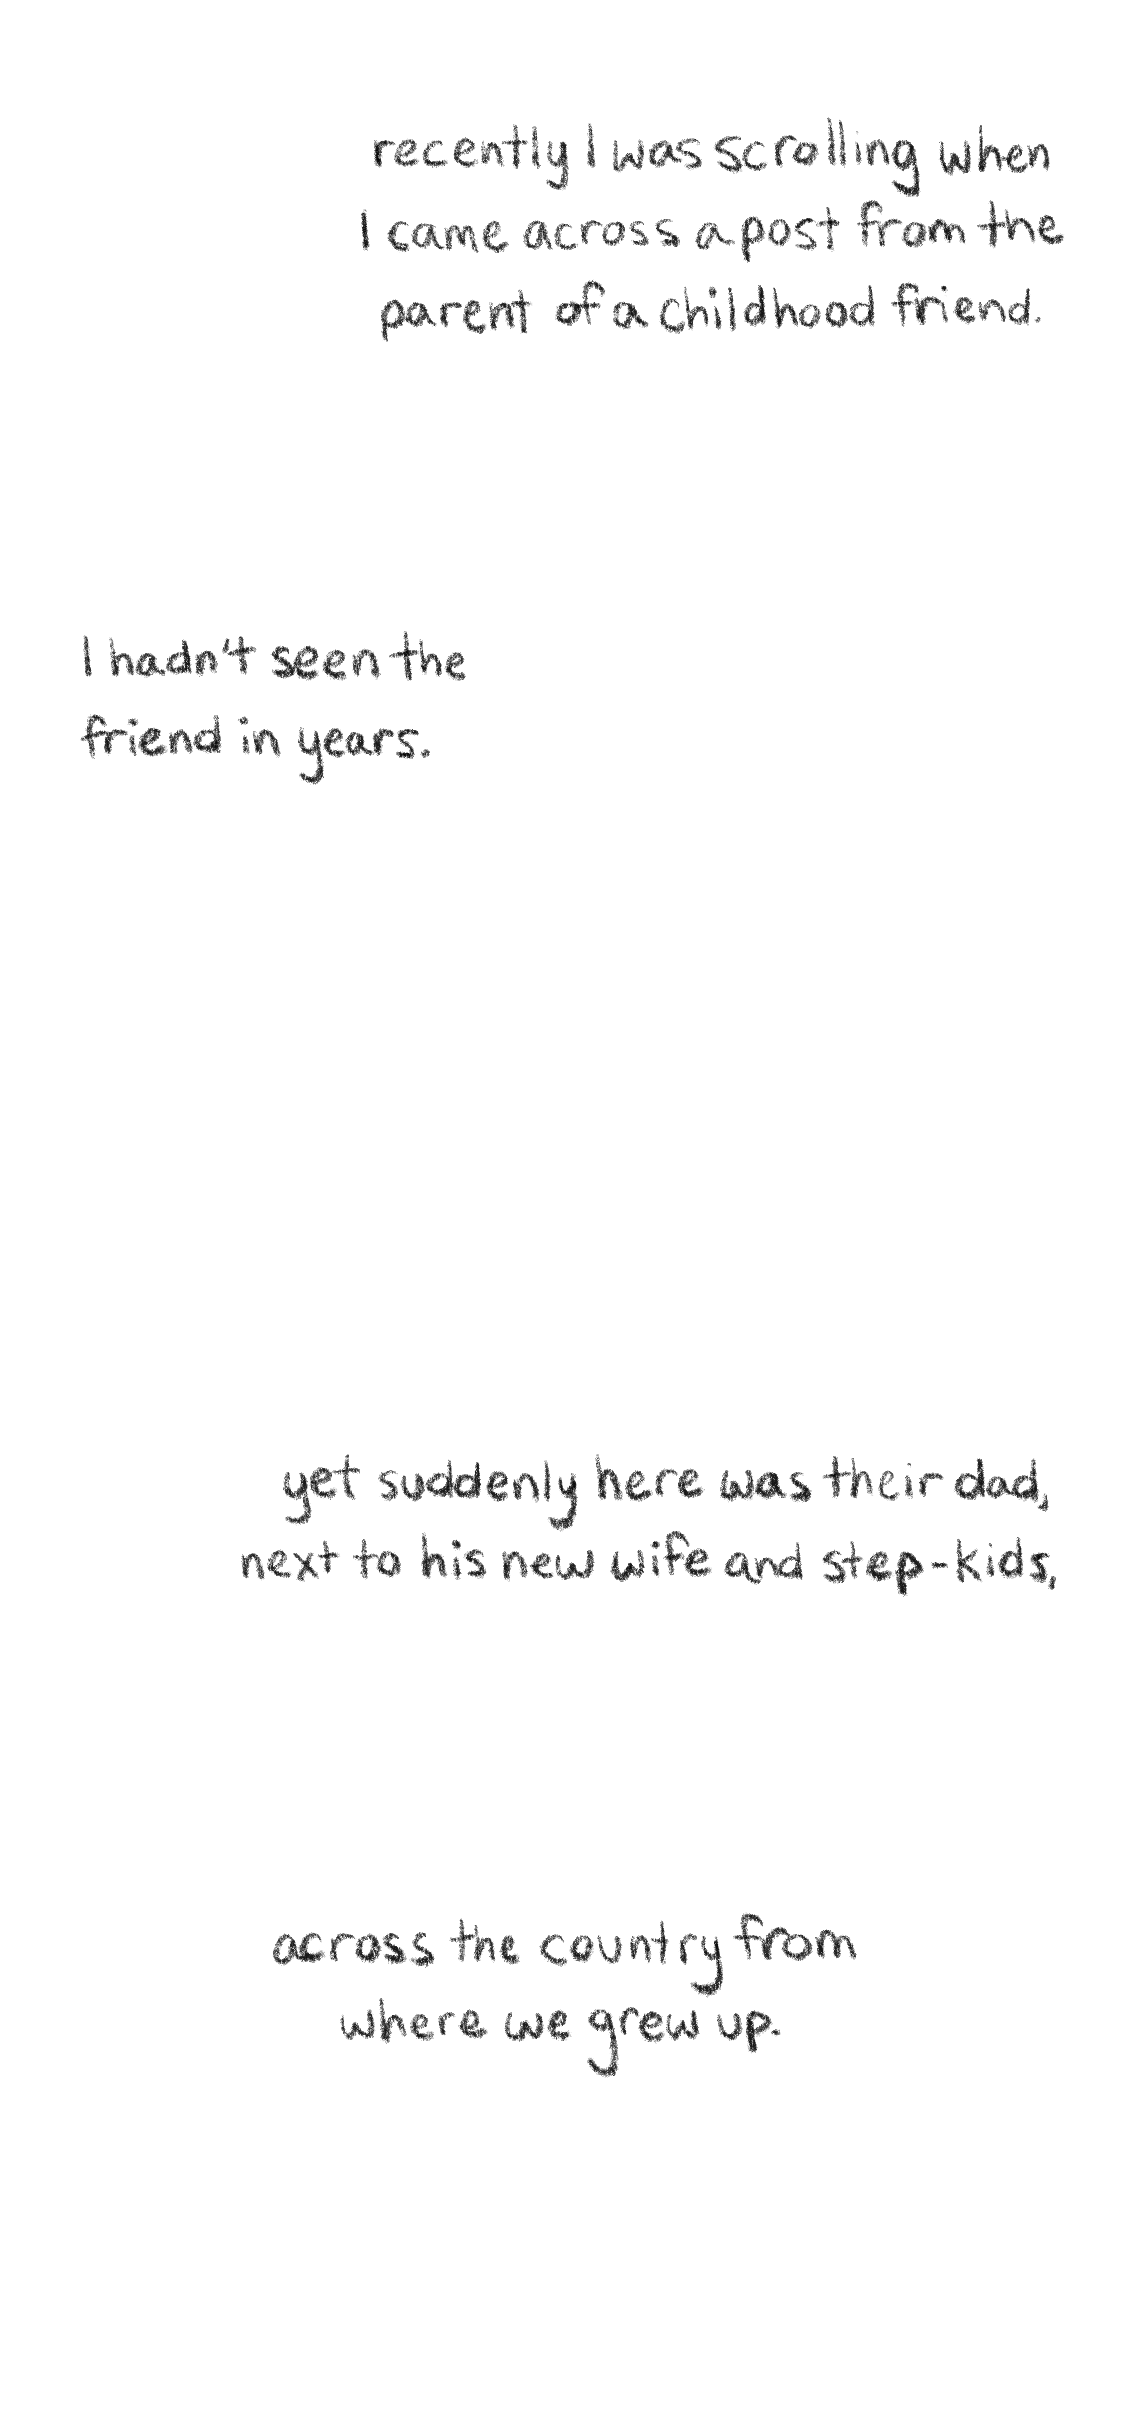 recently I was scrolling when
I came across a post from the
parent of a childhood friend.
I hadn't seen the
friend in years.
yet suddenly here was their dad,
next to his new wife and step-kids,
across the country from
where we grew up.